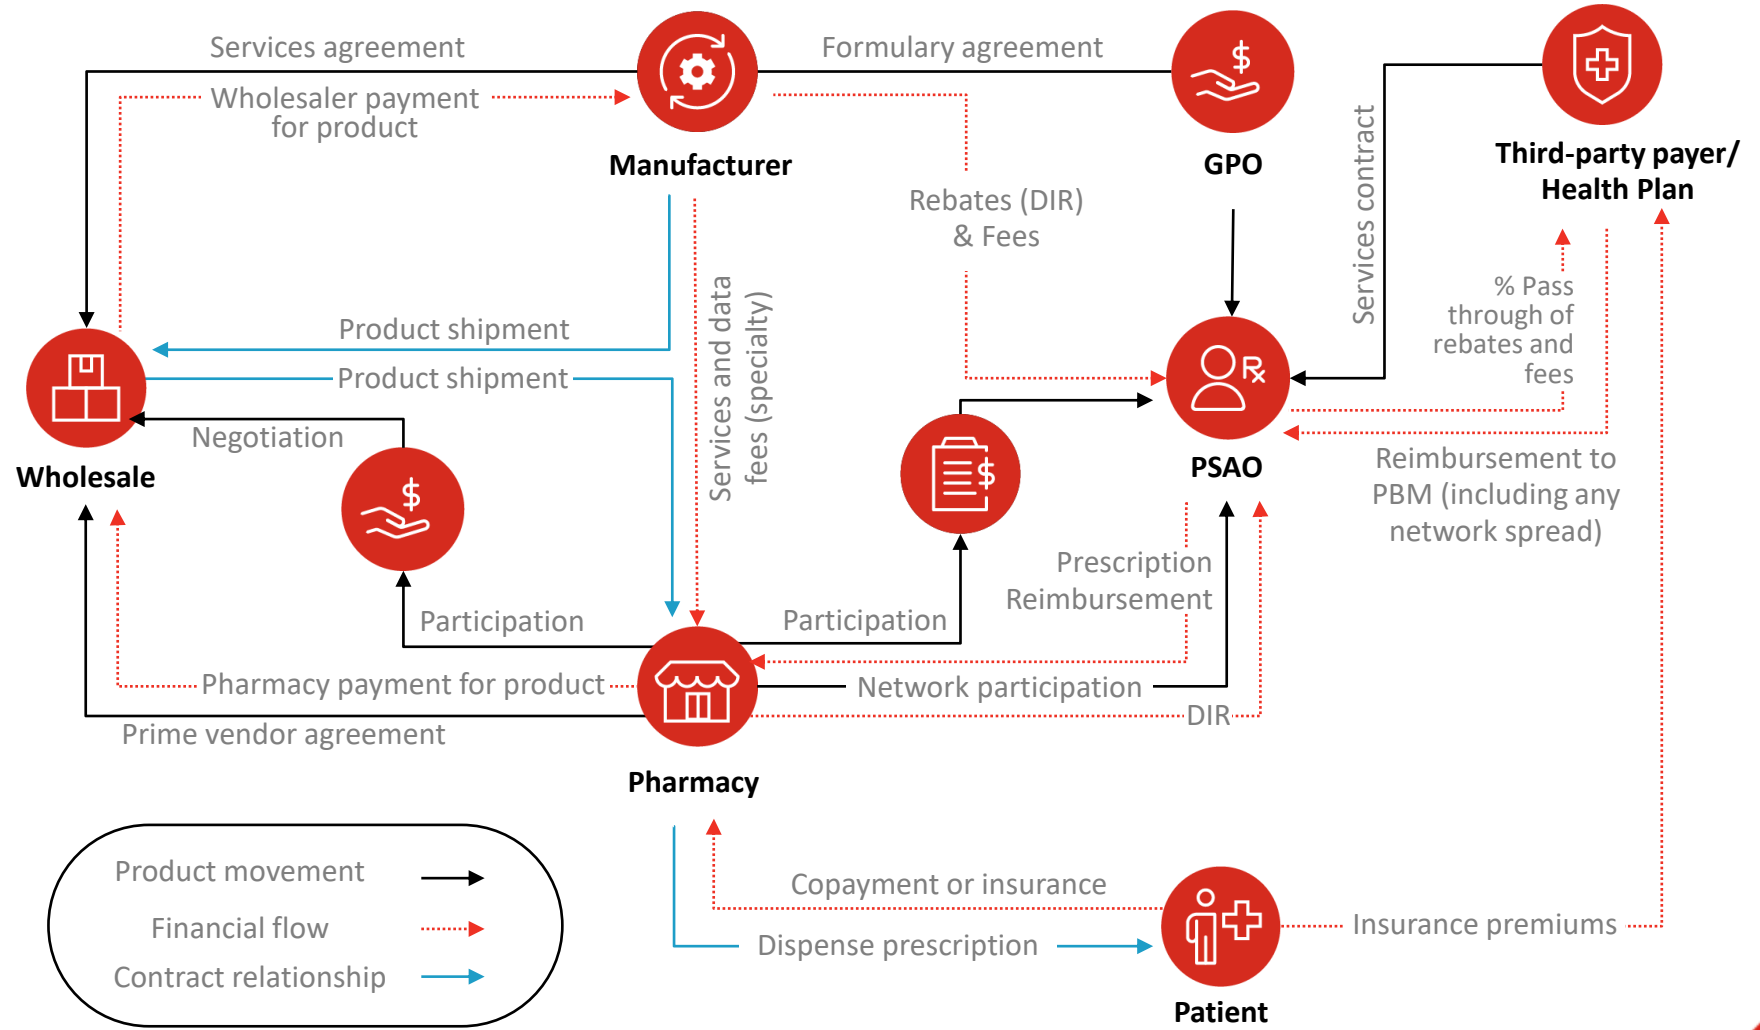 Services agreement
Formulary agreement
Wholesaler payment
for product
Manufacturer
GPO
Third-party payer/
Health Plan
Services contract
Rebates (DIR)
& Fees
Services and data
fees (specialty)
% Pass
through of
rebates and
fees
Product shipment
Product shipment
Negotiation
Wholesale
$
$
$
Rx
PSAO
Reimbursement to
PBM (including any
network spread)
Prescription
Reimbursement
Participation
Participation
Pharmacy payment for product
Network participation
DIR
Prime vendor agreement
Pharmacy
Product movement
Financial flow
Contract relationship
Copayment or insurance
Dispense prescription
Insurance premiums
Patient